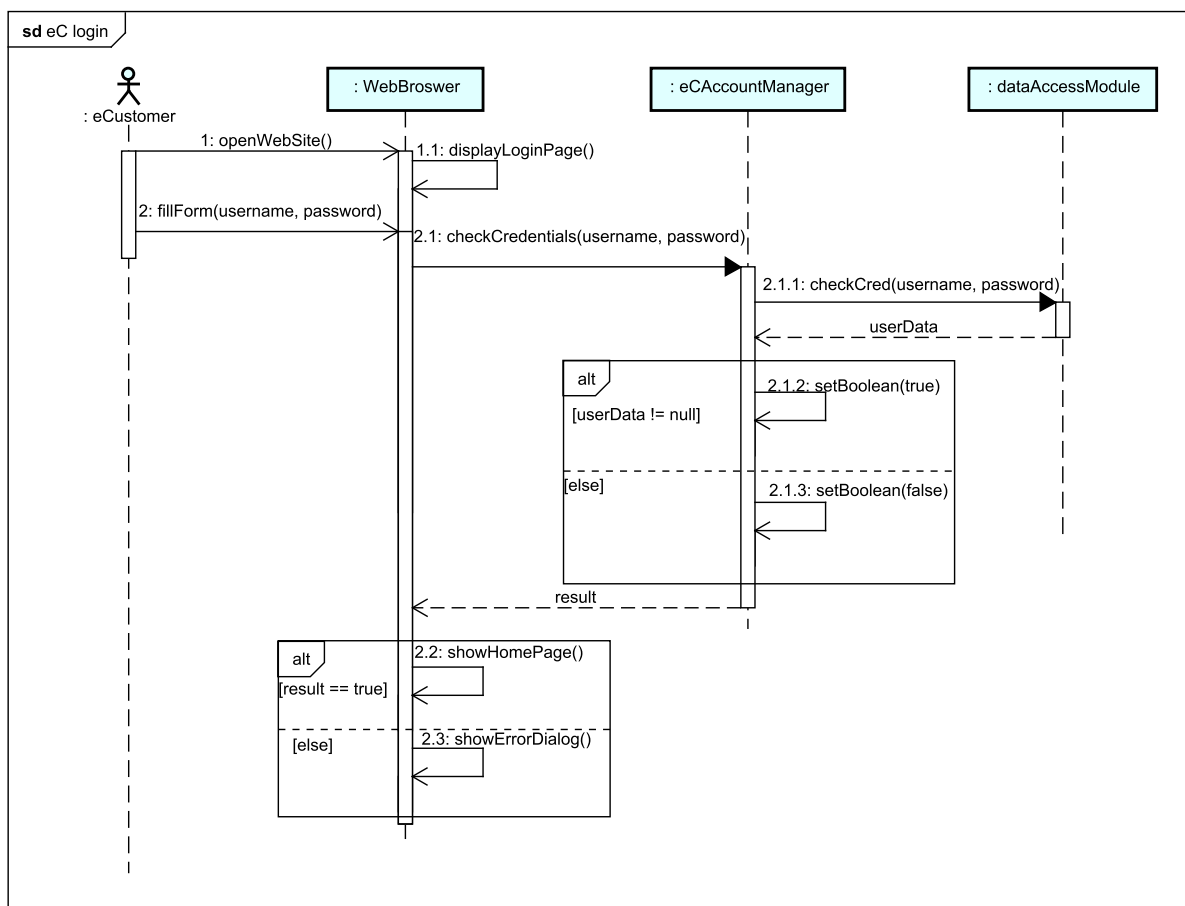 sd eC login
: eCustomer
: WebBroswer
: eCAccountManager
: dataAccessModule
1: openWebSite()
1.1: displayLoginPage()
2: fillForm(username, password)
2.1: checkCredentials(username, password)
2.1.1: checkCred(username, password)
userData
alt
2.1.2: setBoolean(true)
[userData != null]
[else]
2.1.3: setBoolean(false)
result
alt
2.2: showHomePage()
[result == true]
[else]
2.3: showErrorDialog()